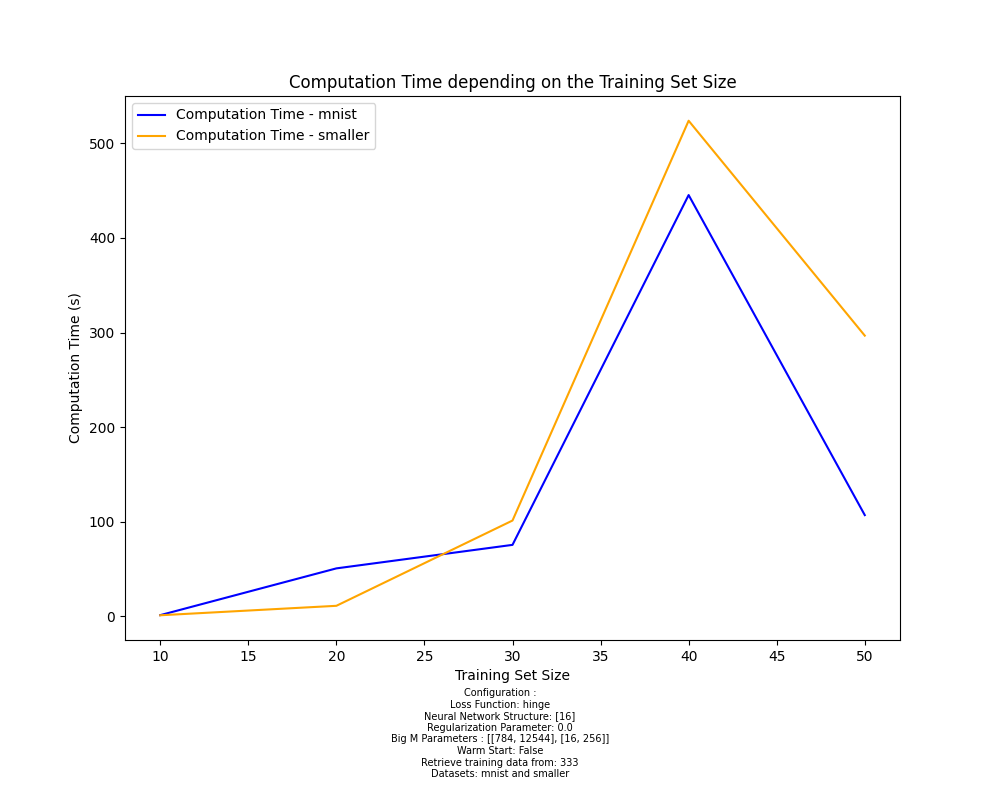 Computation Time depending on the Training Set Size
Computation Time - mnist
Computation Time - smaller
Computation Time (s)
500
400
300
200
100
0
10 15 20 25 30 35 40 45 50
Training Set Size
Configuration :
Loss Function: hinge
Neural Network Structure: [16]
Regularization Parameter: 0.0
Big M Parameters : [[784, 12544], [16, 256]]
Warm Start: False
Retrieve training data from: 333
Datasets: mnist and smaller